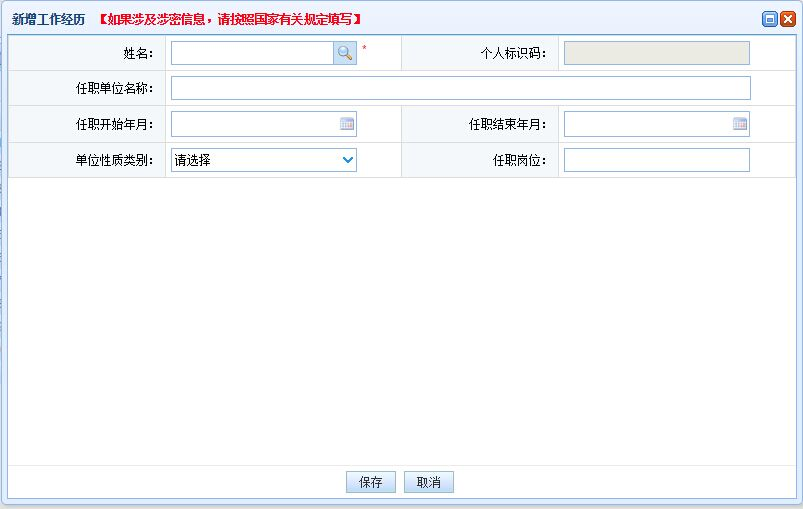 新增工作经历 【如果涉及涉密信息，请按照国家有关规定填写】
姓名： * 个人标识码：
任职单位名称：
任职开始年月： 任职结束年月：
单位性质类别： 请选择 任职岗位：
保存 取消